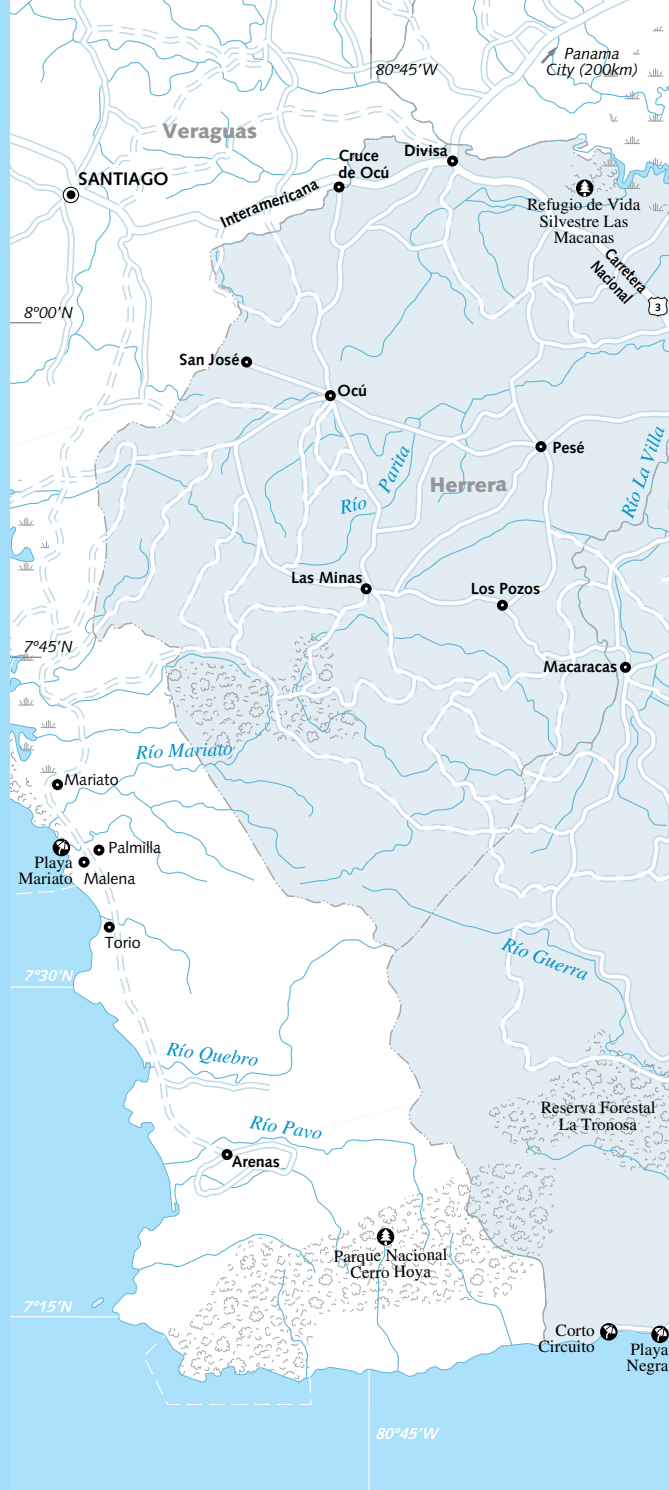 80°45'W
Panama
City (200km)
Veraguas
Cruce
de Ocú
Divisa
SANTIAGO
Interamericana
Refugio de Vida
Silvestre Las
Macanas
Carretera
Nacional
3
8°00'N
San José
Ocú
Pesé
Río Parita
Herrera
Río La Villa
Las Minas
Los Pozos
7°45'N
Macaracas
Río Mariato
Mariato
Palmilla
Playa
Mariató
Malena
Torio
Río Guerra
7°30'N
Río Quebro
Reserva Forestal
La Tronosa
Río Pavo
Arenas
Parque Nacional
Cerro Hoya
7°15'N
Corto
Circuito
Playa
Negra
80°45'W